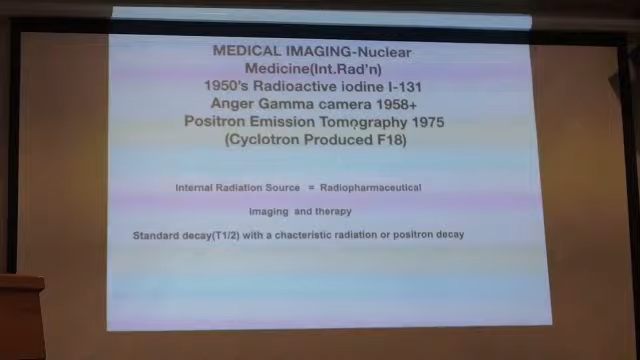 MEDICAL IMAGING-Nuclear
Medicine(Int.Rad'n)
1950's Radioactive iodine I-131
Anger Gamma camera 1958+
Positron Emission Tomography 1975
(Cyclotron Produced F18)
Internal Radiation Source = Radiopharmaceutical
Imaging and therapy
Standard decay(T1/2) with a chacteristic radiation or positron decay